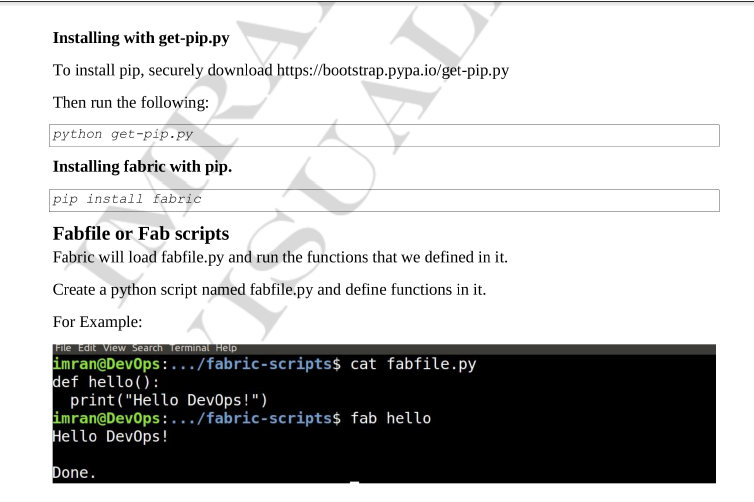 Installing with get-pip.py
To install pip, securely download https://bootstrap.pypa.io/get-pip.py
Then run the following:
python get-pip.py
Installing fabric with pip.
pip install fabric
Fabfile or Fab scripts
Fabric will load fabfile.py and run the functions that we defined in it.
Create a python script named fabfile.py and define functions in it.
For Example:
File Edit View Search Terminal Help
imran@DevOps:.../fabric-scripts$ cat fabfile.py
def hello():
  print("Hello DevOps!")
imran@DevOps:.../fabric-scripts$ fab hello
Hello DevOps!
Done.
IMRA
VISUAL